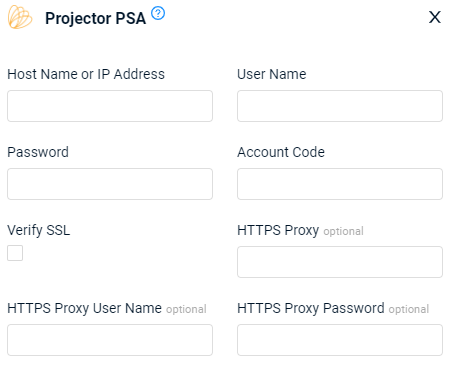 Projector PSA ?
X
Host Name or IP Address
User Name
Password
Account Code
Verify SSL
HTTPS Proxy optional
HTTPS Proxy User Name optional
HTTPS Proxy Password optional